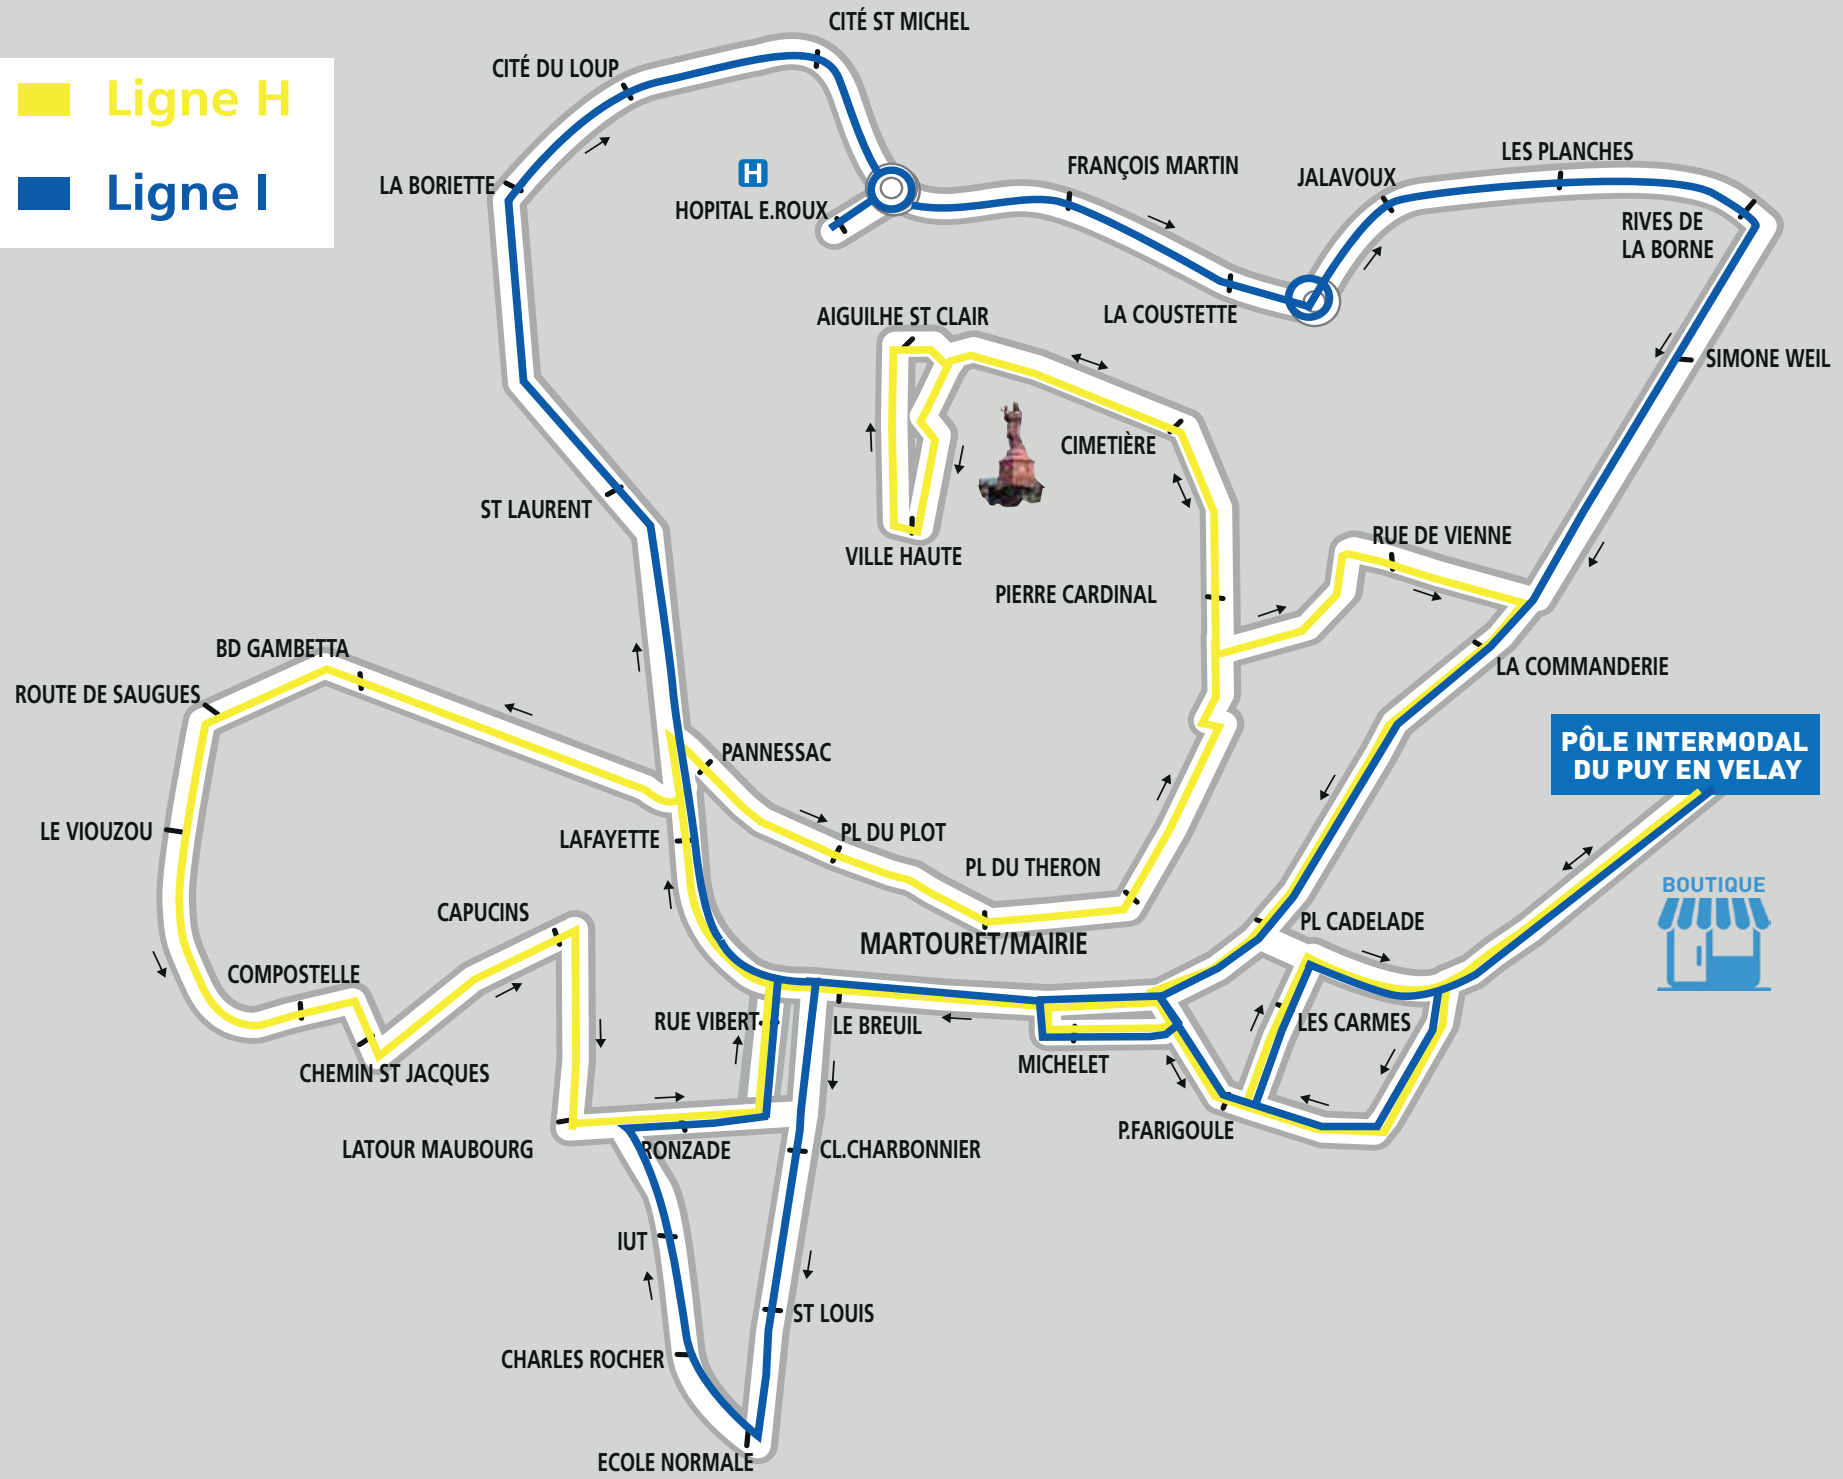 CITÉ ST MICHEL
CITÉ DU LOUP
Ligne H
Ligne I
LA BORIETTE
H
HOPITAL E.ROUX
FRANÇOIS MARTIN
LES PLANCHES
JALAVOUX
RIVES DE
LA BORNE
LA COUSTETTE
AIGUILHE ST CLAIR
SIMONE WEIL
CIMETIÈRE
ST LAURENT
VILLE HAUTE
RUE DE VIENNE
PIERRE CARDINAL
BD GAMBETTA
ROUTE DE SAUGUES
LA COMMANDERIE
PANNESSAC
PÔLE INTERMODAL
DU PUY EN VELAY
LE VIOUZOU
LAFAYETTE
PL DU PLOT
PL DU THERON
BOUTIQUE
CAPUCINS
PL CADELADE
MARTOURET/MAIRIE
COMPOSTELLE
RUE VIBERT
LE BREUIL
LES CARMES
MICHELET
CHEMIN ST JACQUES
P.FARIGOULE
LATOUR MAUBOURG
RONZADE
CL.CHARBONNIER
IUT
ST LOUIS
CHARLES ROCHER
ECOLE NORMALE